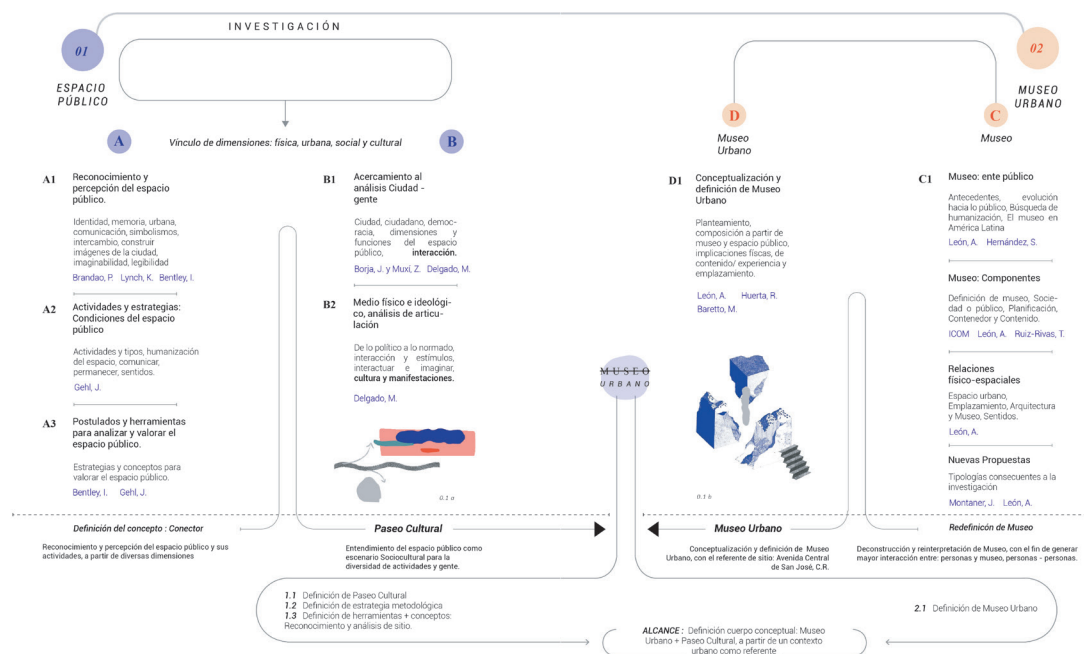 INVESTIGACIÓN
01
ESPACIO
PÚBLICO
02
MUSEO
URBANO
A
Vínculo de dimensiones: física, urbana, social y cultural
B
D
Museo
Urbano
C
Museo
A1
Reconocimiento y
percepción del espacio
público.
Identidad, memoria, urbana,
comunicación, simbolismos,
intercambio, construir
imágenes de la ciudad,
imaginabilidad, legibilidad
Brandao, P. Lynch, K. Bentley, I.
A2
Actividades y estrategias:
Condiciones del espacio
público
Actividades y tipos, humanización
del espacio, comunicar,
permanecer, sentidos.
Gehl, J.
A3
Postulados y herramientas
para analizar y valorar el
espacio público.
Estrategias y conceptos para
valorar el espacio público.
Bentley, I. Gehl, J.
B1
Acercamiento al
análisis Ciudad -
gente
Ciudad, ciudadano, democ-
racia, dimensiones y
funciones del espacio
público, interacción.
Borja, J. y Muxí, Z. Delgado, M.
B2
Medio físico e ideológi-
co, análisis de articu-
lación
De lo político a lo normado,
interacción y estímulos,
interactuar e imaginar,
cultura y manifestaciones.
Delgado, M.
0.1 a
MUSEO
URBANO
D1
Conceptualización y
definición de Museo
Urbano
Planteamiento,
composición a partir de
museo y espacio público,
implicaciones físcas, de
contenido/ experiencia y
emplazamiento.
León, A. Huerta, R.
Baretto, M.
0.1 b
C1
Museo: ente público
Antecedentes, evolución
hacia lo público, Búsqueda de
humanización, El museo en
América Latina
León, A. Hernández, S.
Museo: Componentes
Definición de museo, Socie-
dad o público, Planificación,
Contenedor y Contenido.
ICOM León, A. Ruiz-Rivas, T.
Relaciones
físico-espaciales
Espacio urbano,
Emplazamiento, Arquitectura
y Museo, Sentidos.
León, A.
Nuevas Propuestas
Tipologías consecuentes a la
investigación
Montaner, J. León, A.
Definición del concepto : Conector
Reconocimiento y percepción del espacio público y sus
actividades, a partir de diversas dimensiones
Paseo Cultural
Entendimiento del espacio público como
escenario Sociocultural para la
diversidad de actividades y gente.
Museo Urbano
Conceptualización y definición de Museo
Urbano, con el referente de sitio: Avenida Central
de San José, C.R.
Redefinicón de Museo
Deconstrucción y reinterpretación de Museo, con el fin de generar
mayor interacción entre: personas y museo, personas - personas.
1.1 Definición de Paseo Cultural
1.2 Definición de estrategia metodológica
1.3 Definición de herramientas + conceptos:
Reconocimiento y análisis de sitio.
2.1 Definición de Museo Urbano
ALCANCE : Definición cuerpo conceptual: Museo
Urbano + Paseo Cultural, a partir de un contexto
urbano como referente